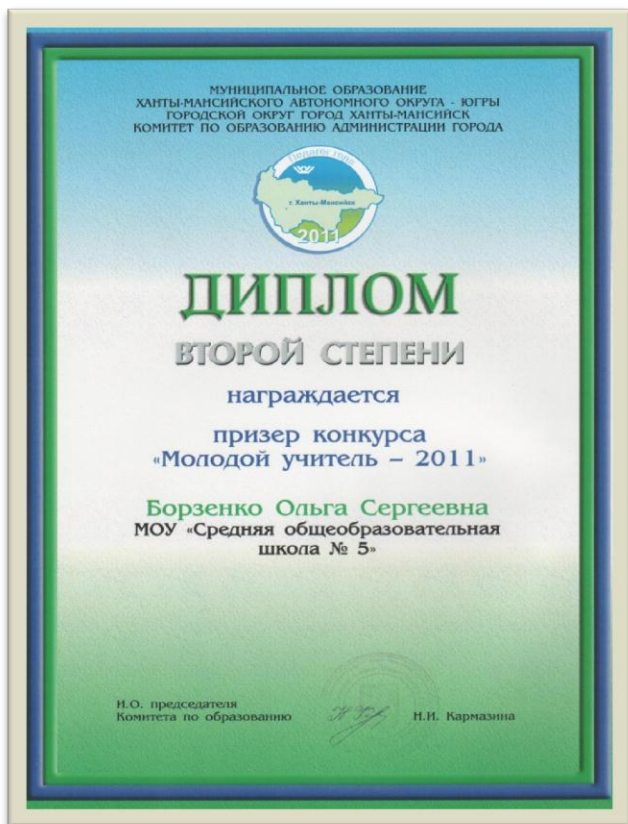 МУНИЦИПАЛЬНОЕ ОБРАЗОВАНИЕ
ХАНТЫ-МАНСИЙСКОГО АВТОНОМНОГО ОКРУГА - ЮГРЫ
ГОРОДСКОЙ ОКРУГ ГОРОД ХАНТЫ-МАНСИЙСК
КОМИТЕТ ПО ОБРАЗОВАНИЮ АДМИНИСТРАЦИИ ГОРОДА
Педагог года
г. Ханты-Мансийск
2011
ДИПЛОМ
ВТОРОЙ СТЕПЕНИ
награждается
призер конкурса
«Молодой учитель – 2011»
Борзенко Ольга Сергеевна
МОУ «Средняя общеобразовательная
школа № 5»
И.О. председателя
Комитета по образованию Н.И. Кармазина